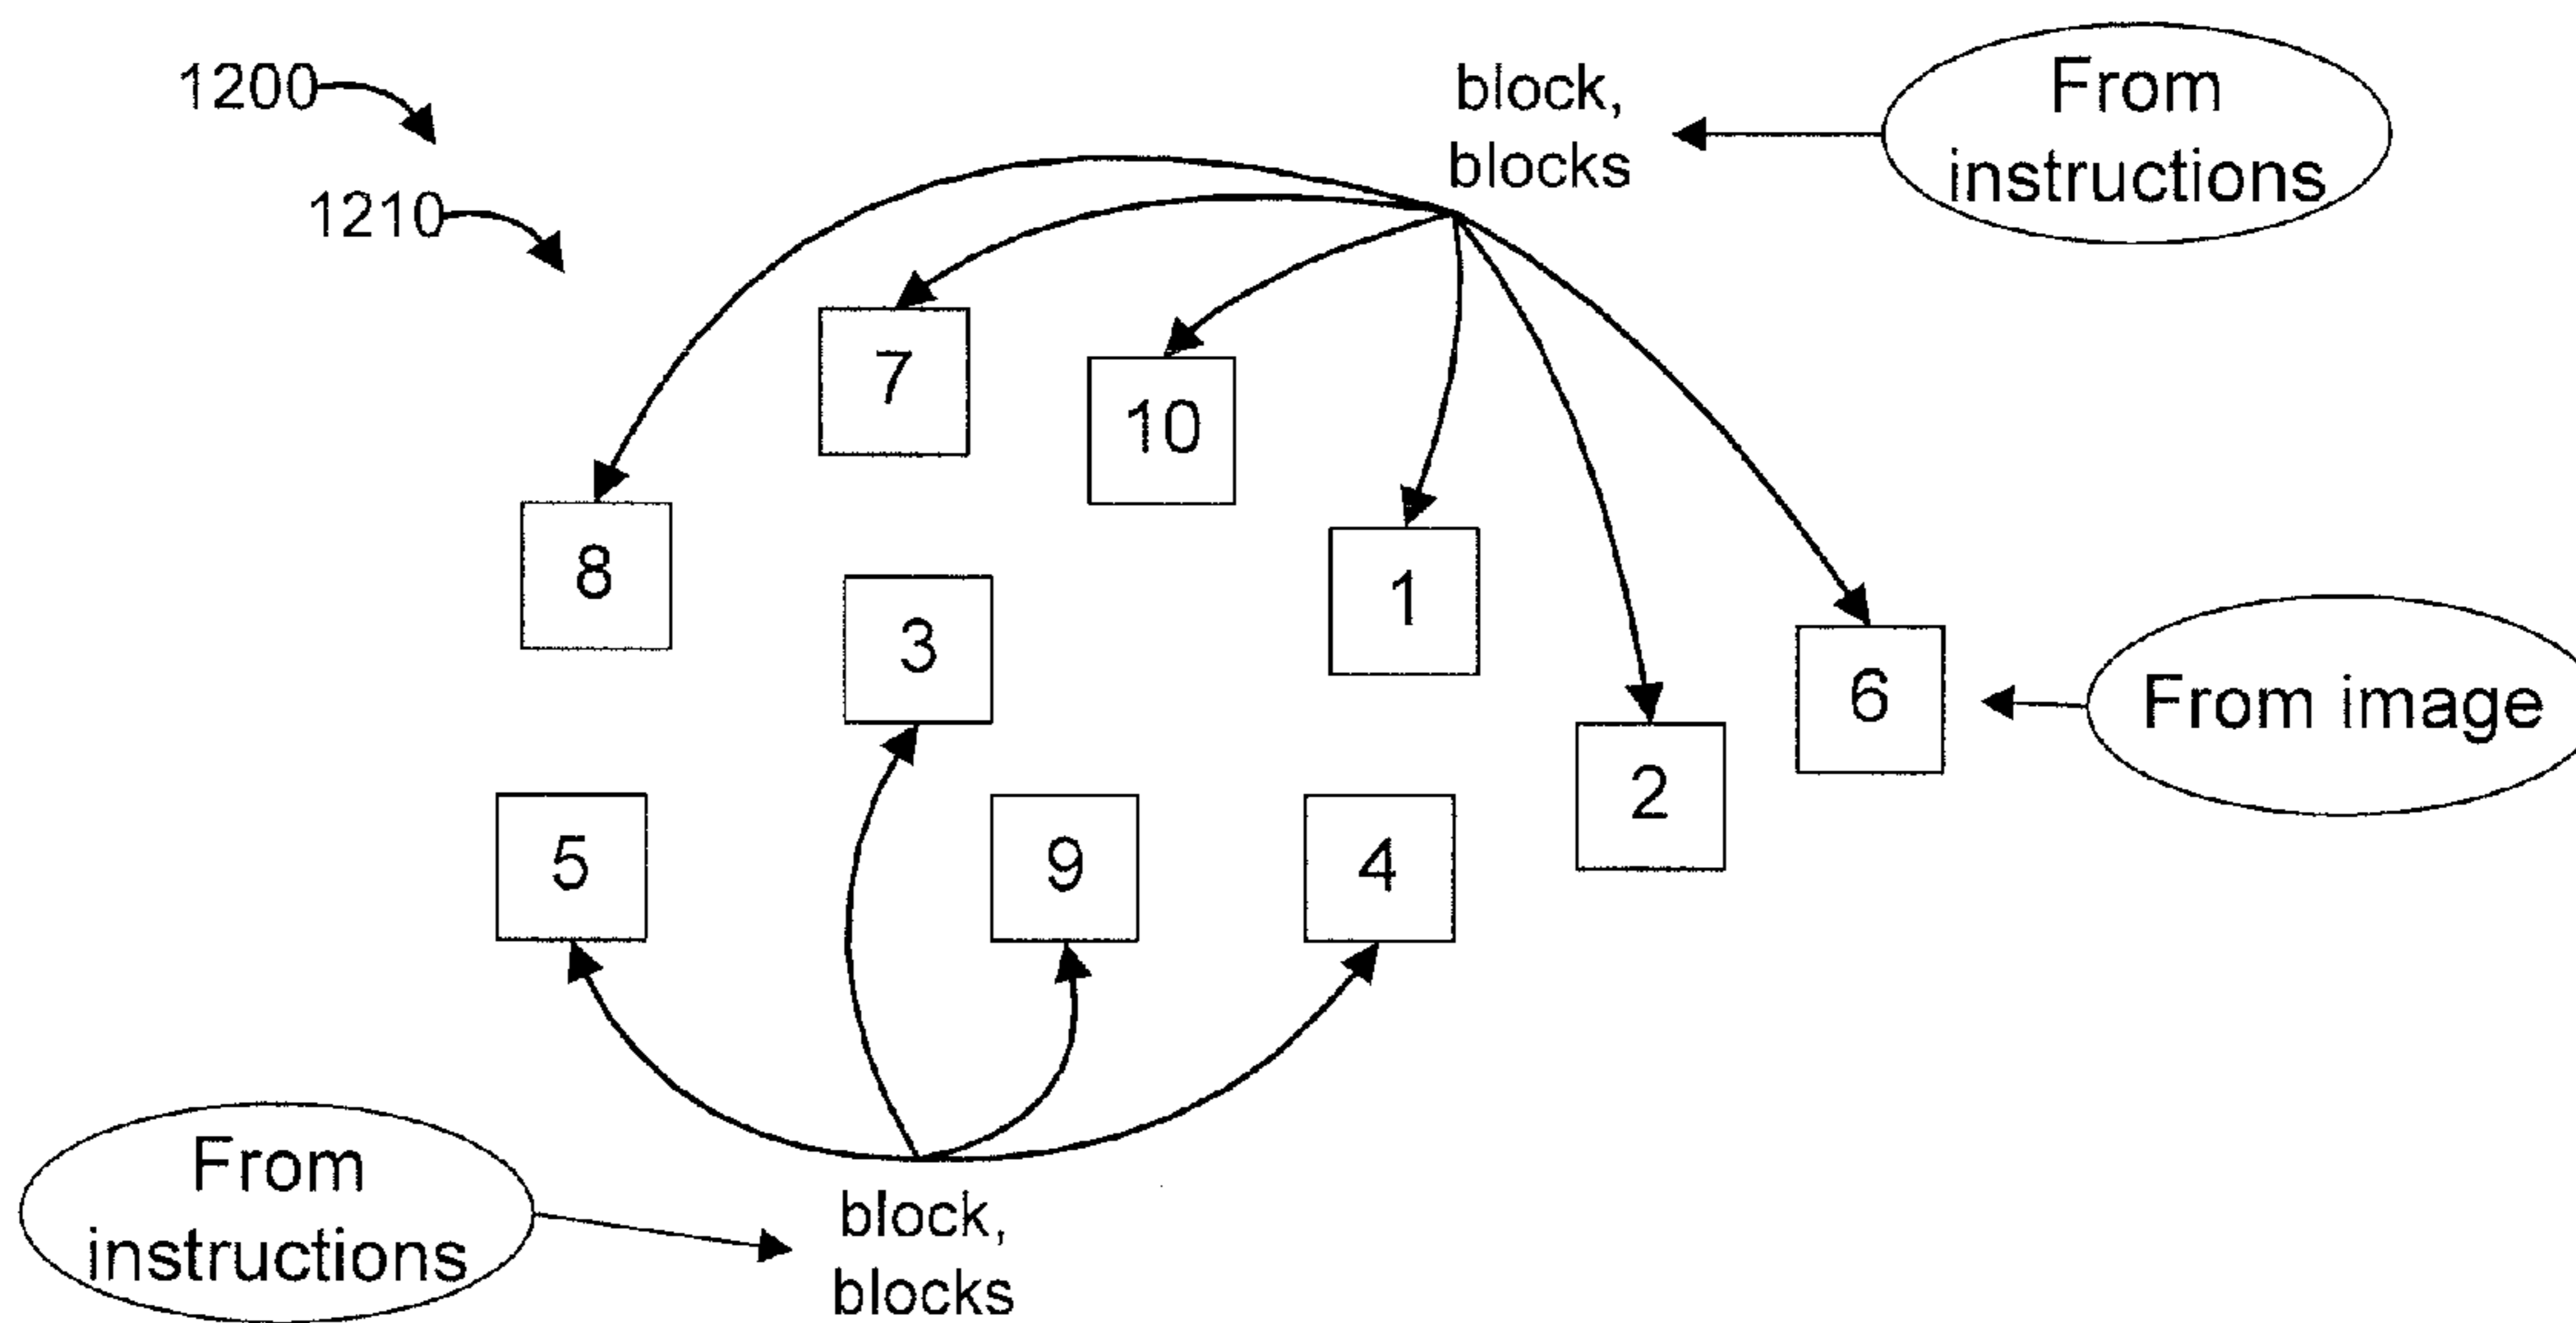 1200
block,
blocks
From
instructions
1210
7
10
8
1
3
6
From image
2
5
9
4
From
instructions
block,
blocks